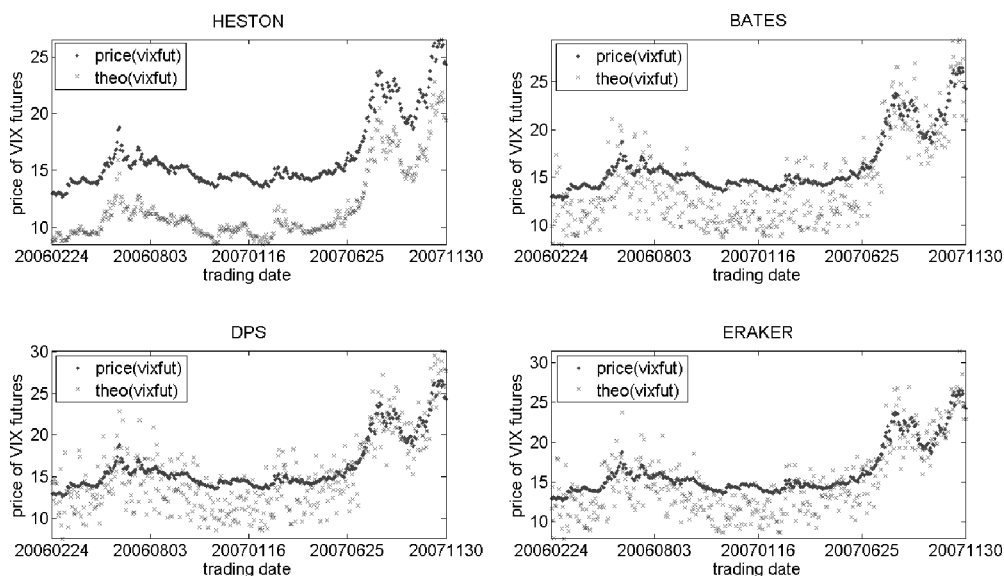 HESTON
price(vixfut)
theo(vixfut)
25
20
15
10
price of VIX futures
20060224 20060803 20070116 20070625 20071130
trading date
BATES
price(vixfut)
theo(vixfut)
25
20
15
10
price of VIX futures
20060224 20060803 20070116 20070625 20071130
trading date
DPS
price(vixfut)
theo(vixfut)
30
25
20
15
10
price of VIX futures
20060224 20060803 20070116 20070625 20071130
trading date
ERAKER
price(vixfut)
theo(vixfut)
30
25
20
15
10
price of VIX futures
20060224 20060803 20070116 20070625 20071130
trading date